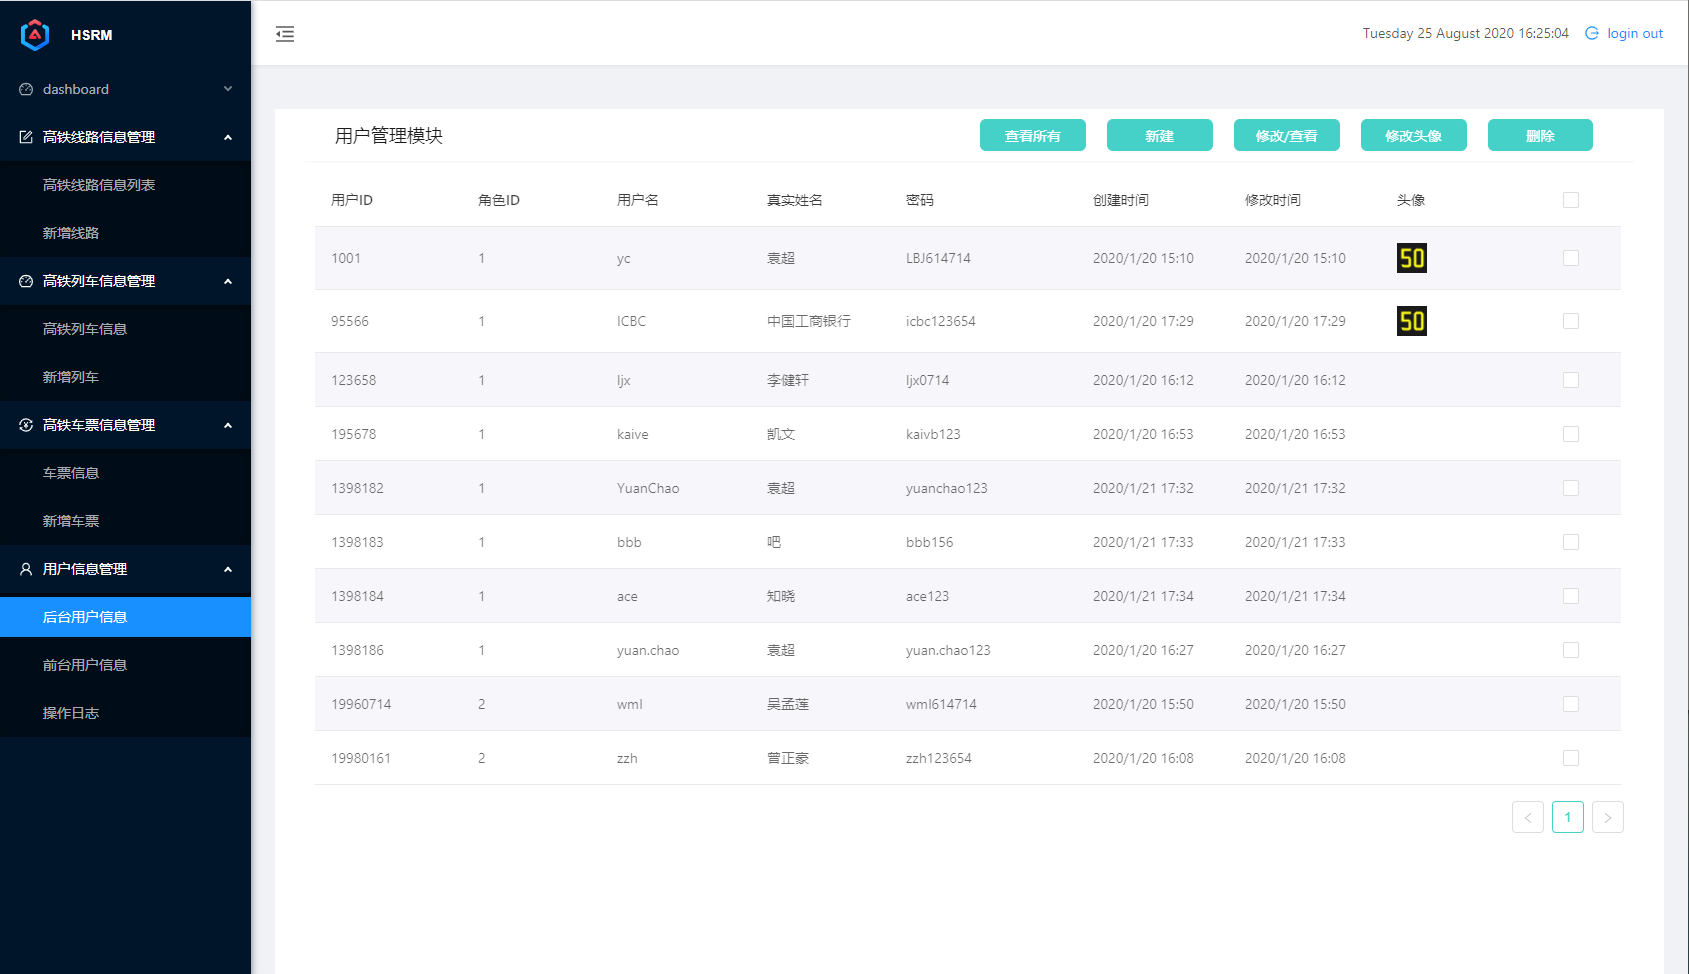 HSRM
Tuesday 25 August 2020 16:25:04 login out
dashboard
高铁线路信息管理
高铁线路信息列表
新增线路
高铁列车信息管理
高铁列车信息
新增列车
高铁车票信息管理
车票信息
新增车票
用户信息管理
后台用户信息
前台用户信息
操作日志
用户管理模块 查看所有 新建 修改/查看 修改头像 删除
用户ID 角色ID 用户名 真实姓名 密码 创建时间 修改时间 头像
1001 1 yc 袁超 LBJ614714 2020/1/20 15:10 2020/1/20 15:10 50
95566 1 ICBC 中国工商银行 icbc123654 2020/1/20 17:29 2020/1/20 17:29 50
123658 1 ljx 李健轩 ljx0714 2020/1/20 16:12 2020/1/20 16:12
195678 1 kaive 凯文 kaivb123 2020/1/20 16:53 2020/1/20 16:53
1398182 1 YuanChao 袁超 yuanchao123 2020/1/21 17:32 2020/1/21 17:32
1398183 1 bbb 吧 bbb156 2020/1/21 17:33 2020/1/21 17:33
1398184 1 ace 知晓 ace123 2020/1/21 17:34 2020/1/21 17:34
1398186 1 yuan.chao 袁超 yuan.chao123 2020/1/20 16:27 2020/1/20 16:27
19960714 2 wml 吴孟莲 wml614714 2020/1/20 15:50 2020/1/20 15:50
19980161 2 zzh 曾正豪 zzh123654 2020/1/20 16:08 2020/1/20 16:08
< 1 >